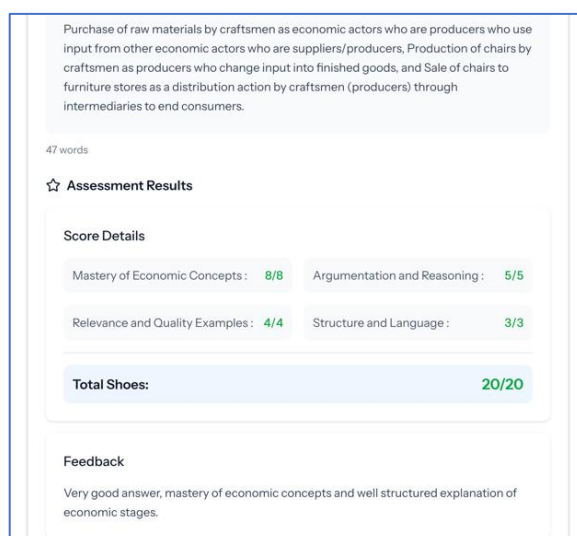 Purchase of raw materials by craftsmen as economic actors who are producers who use
input from other economic actors who are suppliers/producers, Production of chairs by
craftsmen as producers who change input into finished goods, and Sale of chairs to
furniture stores as a distribution action by craftsmen (producers) through
intermediaries to end consumers.
47 words
Assessment Results
Score Details
Mastery of Economic Concepts : 8/8
Argumentation and Reasoning : 5/5
Relevance and Quality Examples : 4/4
Structure and Language : 3/3
Total Shoes: 20/20
Feedback
Very good answer, mastery of economic concepts and well structured explanation of
economic stages.